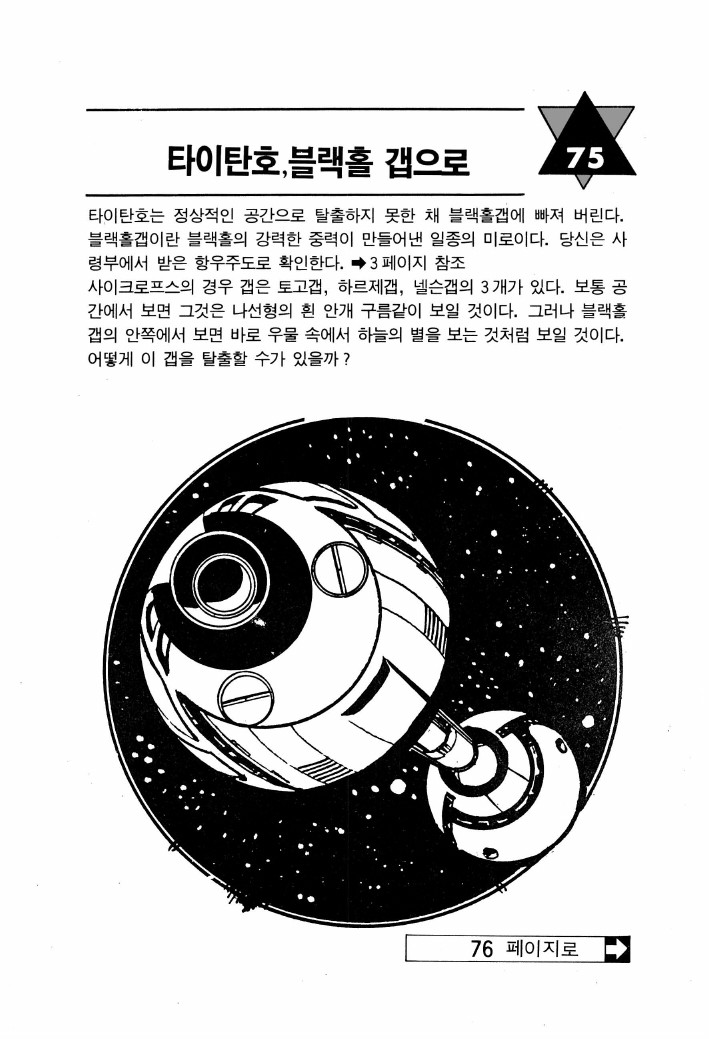 타이탄호,블랙홀 갭으로
75
타이탄호는 정상적인 공간으로 탈출하지 못한 채 블랙홀갭에 빠져 버린다.
블랙홀갭이란 블랙홀의 강력한 중력이 만들어낸 일종의 미로이다. 당신은 사
령부에서 받은 항우주도로 확인한다. ➡3페이지 참조
사이크로프스의 경우 갭은 토고갭, 하르제갭, 넬슨갭의 3개가 있다. 보통 공
간에서 보면 그것은 나선형의 흰 안개 구름같이 보일 것이다. 그러나 블랙홀
갭의 안쪽에서 보면 바로 우물 속에서 하늘의 별을 보는 것처럼 보일 것이다.
어떻게 이 갭을 탈출할 수가 있을까?
76 페이지로 ➡